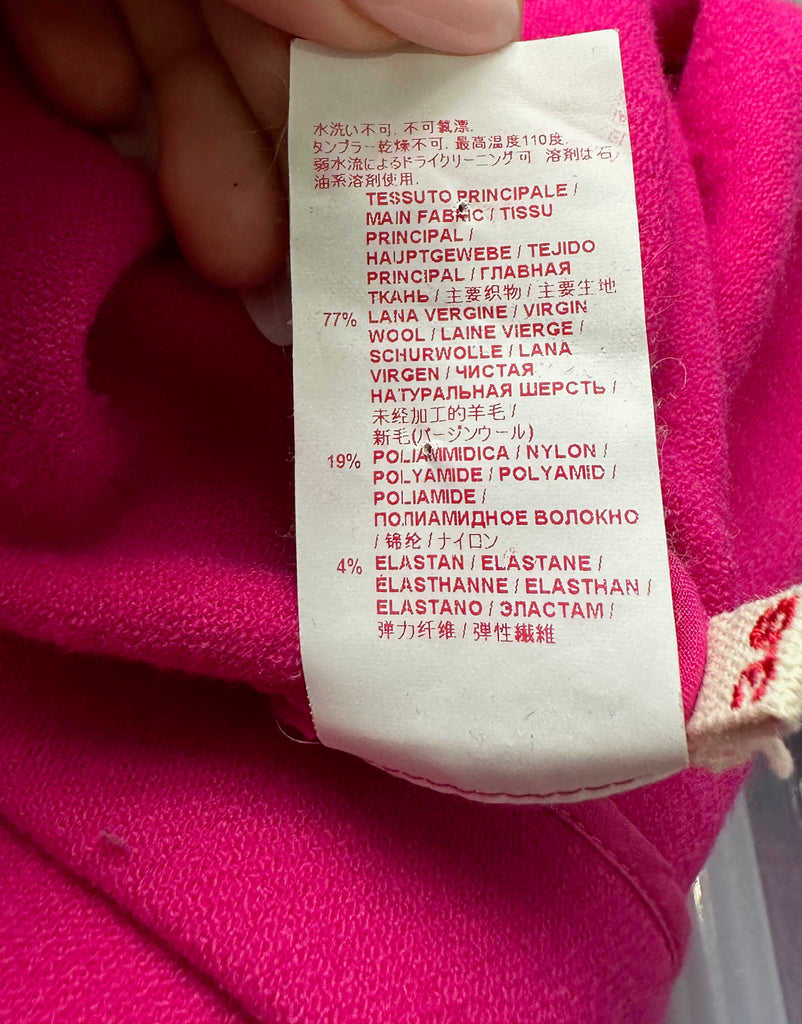 水洗い不可. 不可氯漂.
タンブラー乾燥不可. 最高温度110度.
弱水流によるドライクリーニング可 溶剤は石
油系溶剤使用.
TESSUTO PRINCIPALE /
MAIN FABRIC / TISSU
PRINCIPAL /
HAUPTGEWEBE / TEJIDO
PRINCIPAL / ГЛАВНАЯ
ТКАНЬ / 主要织物 / 主要生地
77% LANA VERGINE / VIRGIN
WOOL / LAINE VIERGE /
SCHURWOLLE / LANA
VIRGEN / ЧИСТАЯ
НАТУРАЛЬНАЯ ШЕРСТЬ /
未经加工的羊毛 /
新毛(バージンウール)
19% POLIAMMIDICA / NYLON /
POLYAMIDE / POLYAMID /
POLIAMIDE /
ПОЛИАМИДНОЕ ВОЛОКНО
/ 锦纶 / ナイロン
4% ELASTAN / ELASTANE /
ÉLASTHANNE / ELASTHAN /
ELASTANO / ЭЛАСТАМ /
弹力纤维 / 弾性繊維
38